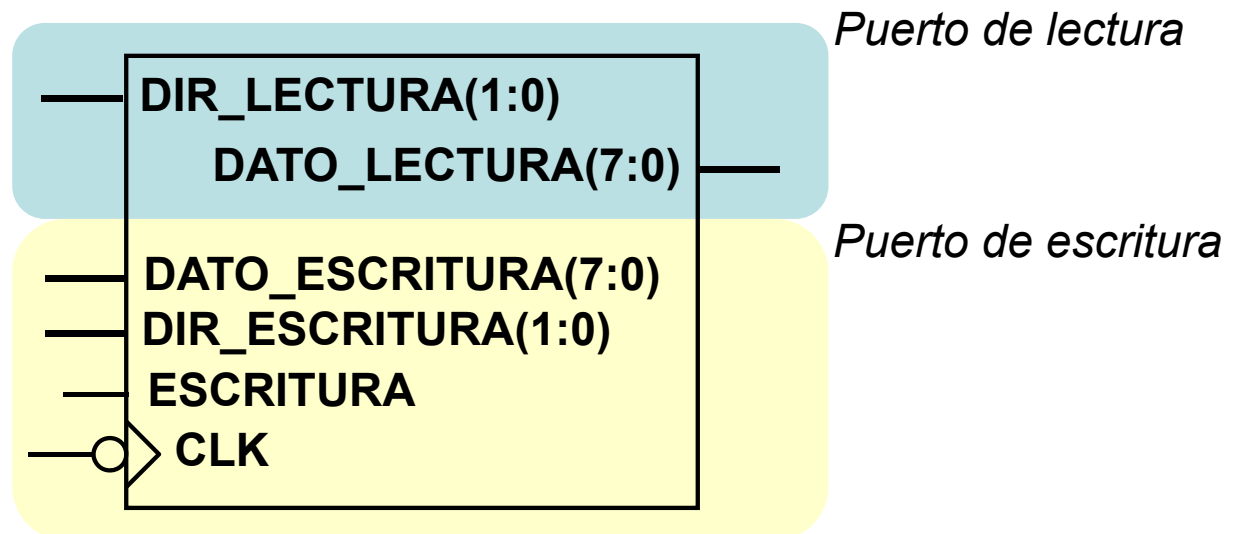 Puerto de lectura
DIR_LECTURA(1:0)
DATO_LECTURA(7:0)
Puerto de escritura
DATO_ESCRITURA(7:0)
DIR_ESCRITURA(1:0)
ESCRITURA
CLK